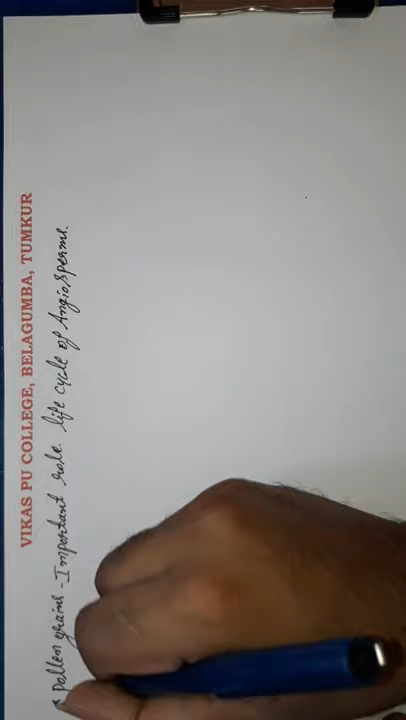 VIKAS PU COLLEGE, BELAGUMBA, TUMKUR
* Pollen grains - Important role. life cycle of Angiosperms.